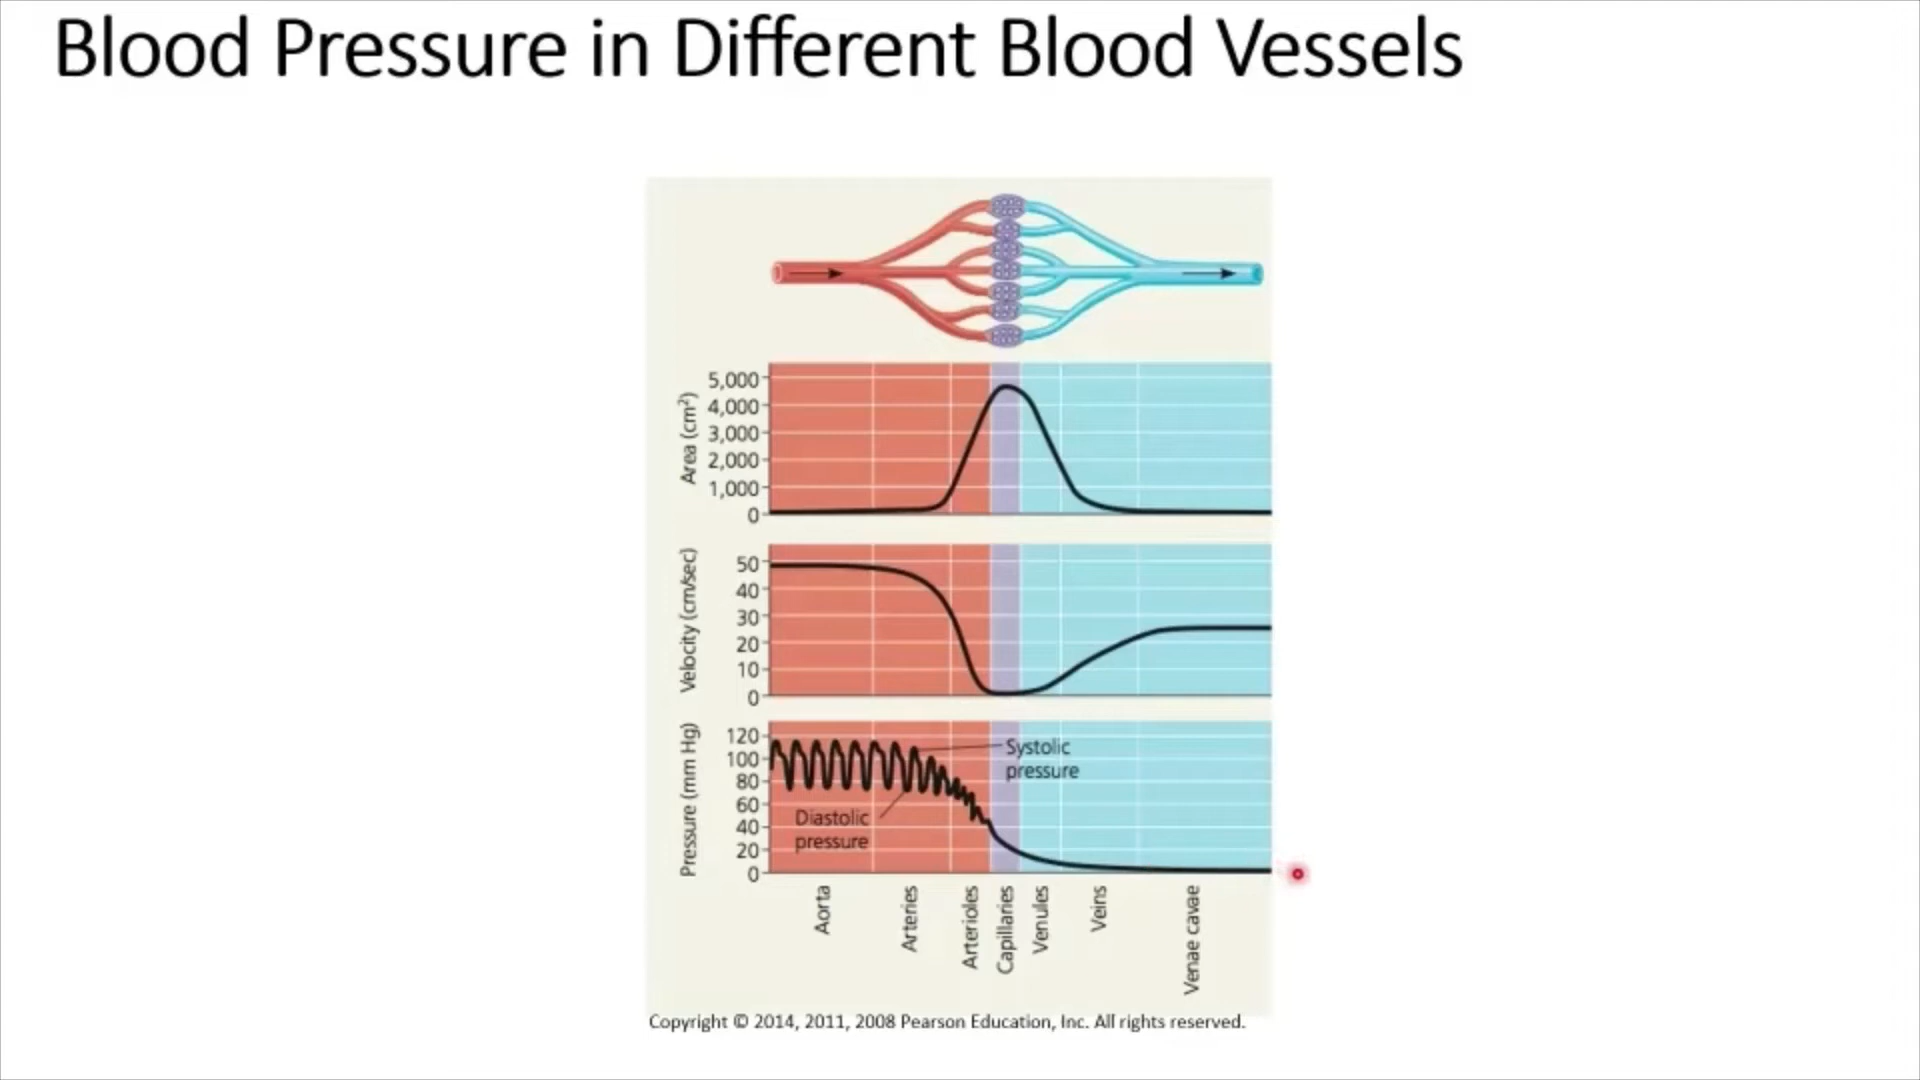 Blood Pressure in Different Blood Vessels
Area (cm²)
5,000
4,000
3,000
2,000
1,000
0
Velocity (cm/sec)
50
40
30
20
10
0
Pressure (mm Hg)
120
100
80
60
40
20
0
Systolic
pressure
Diastolic
pressure
Aorta
Arteries
Arterioles
Capillaries
Venules
Veins
Venae cavae
Copyright © 2014, 2011, 2008 Pearson Education, Inc. All rights reserved.